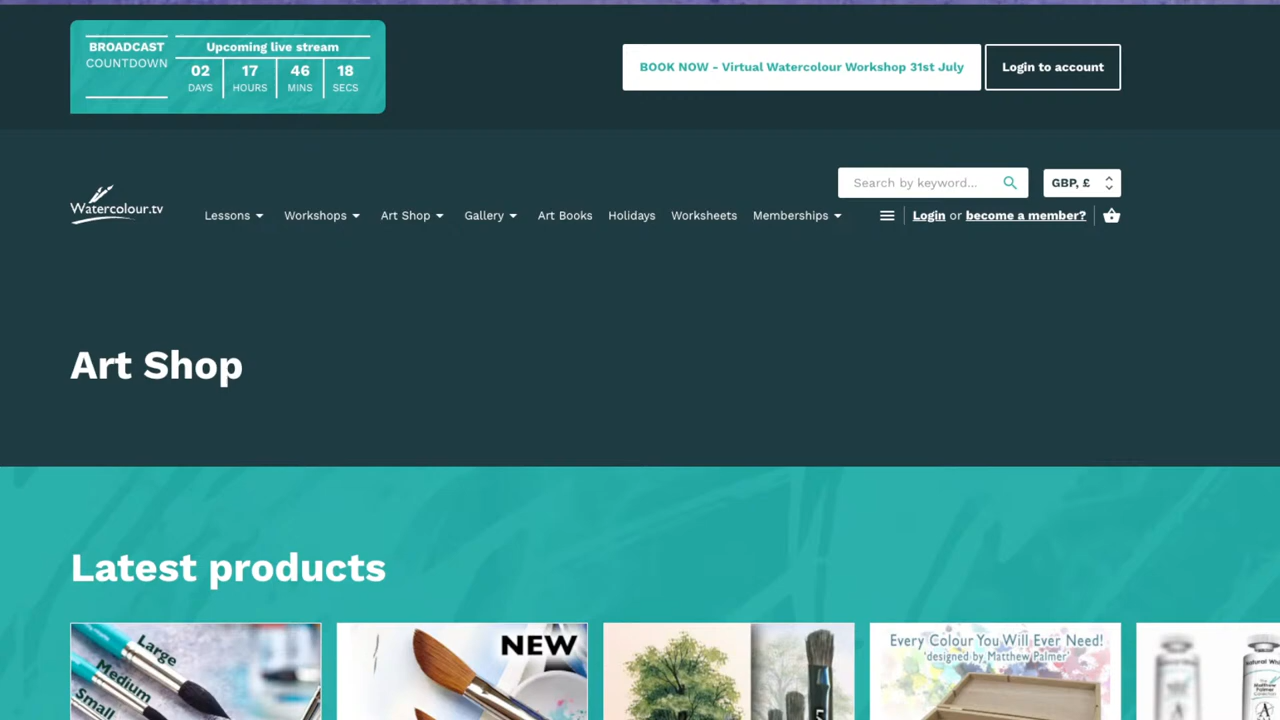 BROADCAST
COUNTDOWN
Upcoming live stream
02
DAYS
17
HOURS
46
MINS
18
SECS
BOOK NOW - Virtual Watercolour Workshop 31st July
Login to account
Search by keyword...
GBP, £
Watercolour.tv
Lessons
Workshops
Art Shop
Gallery
Art Books
Holidays
Worksheets
Memberships
Login or become a member?
Art Shop
Latest products
Large
Medium
Small
NEW
5
Every Colour You Will Ever Need!
'designed by Matthew Palmer'